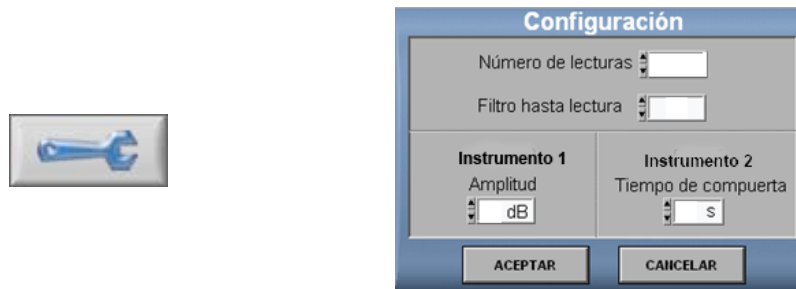 Configuración
Número de lecturas
Filtro hasta lectura
Instrumento 1
Amplitud
dB
Instrumento 2
Tiempo de compuerta
s
ACEPTAR
CANCELAR